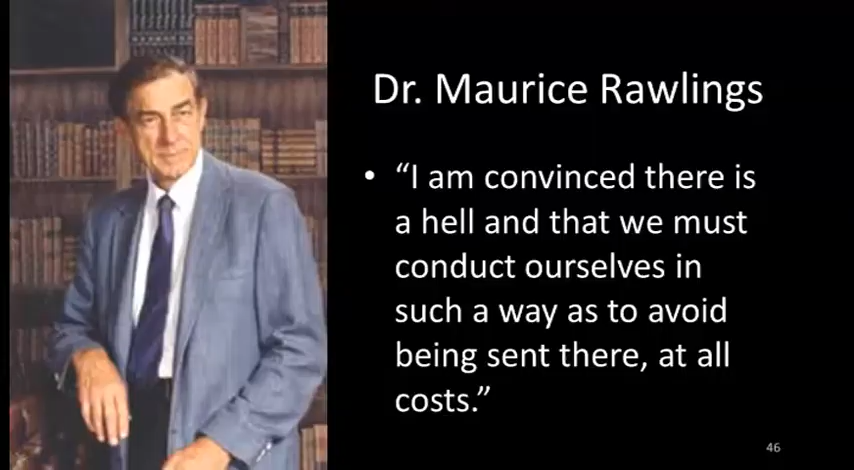 Dr. Maurice Rawlings
• “I am convinced there is
a hell and that we must
conduct ourselves in
such a way as to avoid
being sent there, at all
costs.”
46